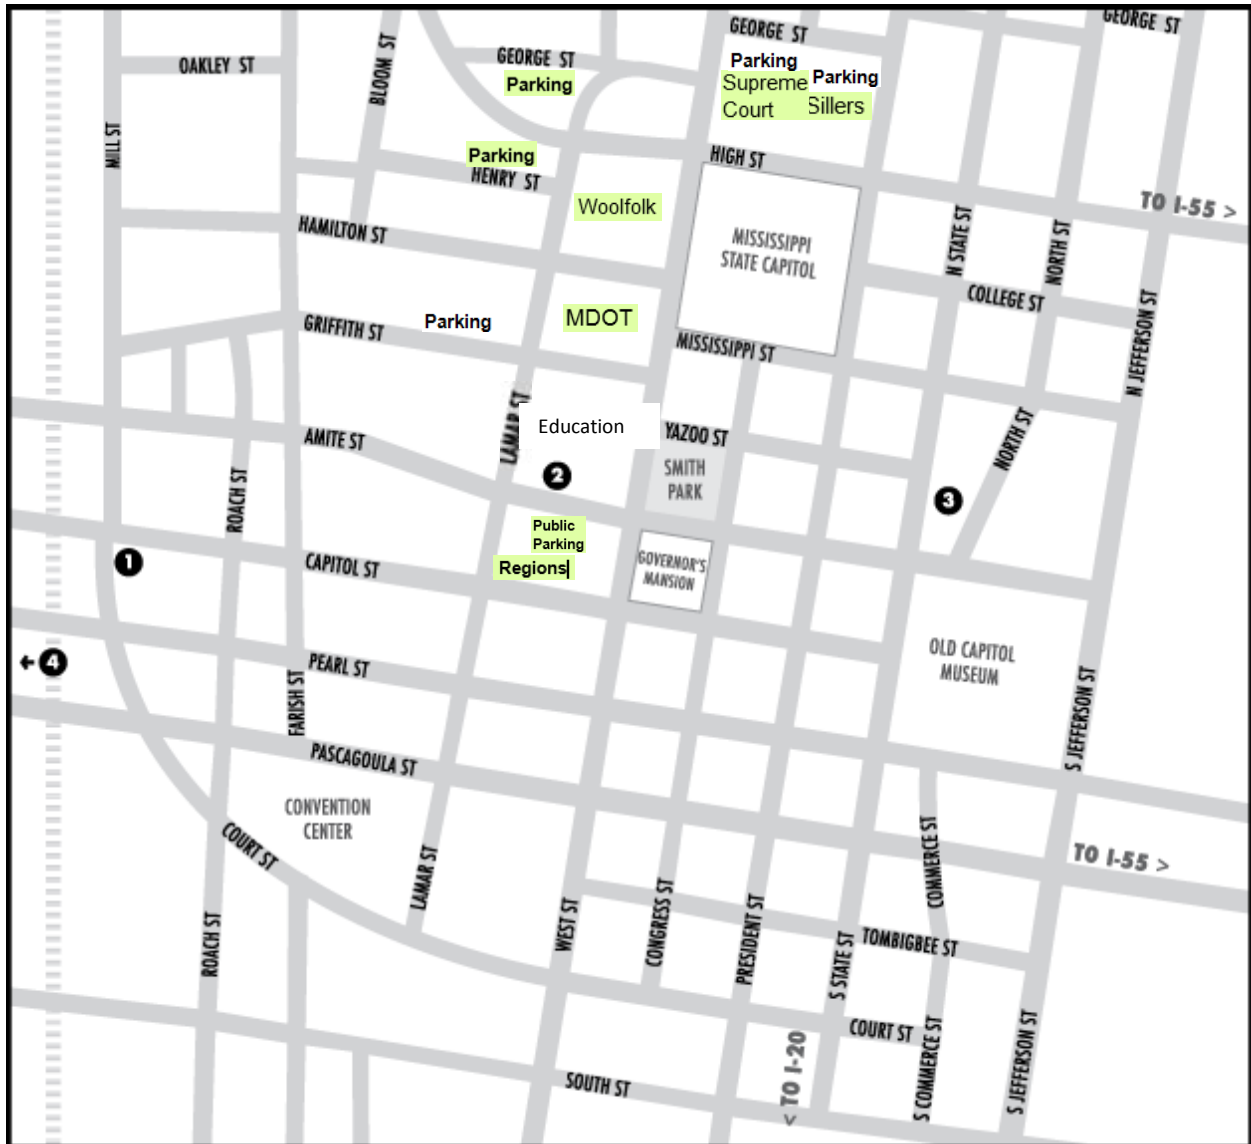 GEORGE ST
GEORGE ST
GEORGE ST
OAKLEY ST
BLOOM ST
Parking
Parking
Supreme
Court
Parking
Sillers
MILL ST
Parking
HENRY ST
HIGH ST
Woolfolk
TO I-55 >
HAMILTON ST
MISSISSIPPI
STATE CAPITOL
N STATE ST
NORTH ST
COLLEGE ST
N JEFFERSON ST
GRIFFITH ST
Parking
MDOT
MISSISSIPPI ST
LAMAR ST
Education
YAZOO ST
NORTH ST
AMITE ST
2
SMITH
PARK
3
ROACH ST
Public
Parking
Regions
1
CAPITOL ST
GOVERNOR'S
MANSION
4
PEARL ST
OLD CAPITOL
MUSEUM
FARISH ST
S JEFFERSON ST
PASCAGOULA ST
CONVENTION
CENTER
COURT ST
LAMAR ST
COMMERCE ST
TO I-55 >
ROACH ST
WEST ST
CONGRESS ST
PRESIDENT ST
S STATE ST
TOMBIGBEE ST
COURT ST
S COMMERCE ST
S JEFFERSON ST
< TO I-20
SOUTH ST